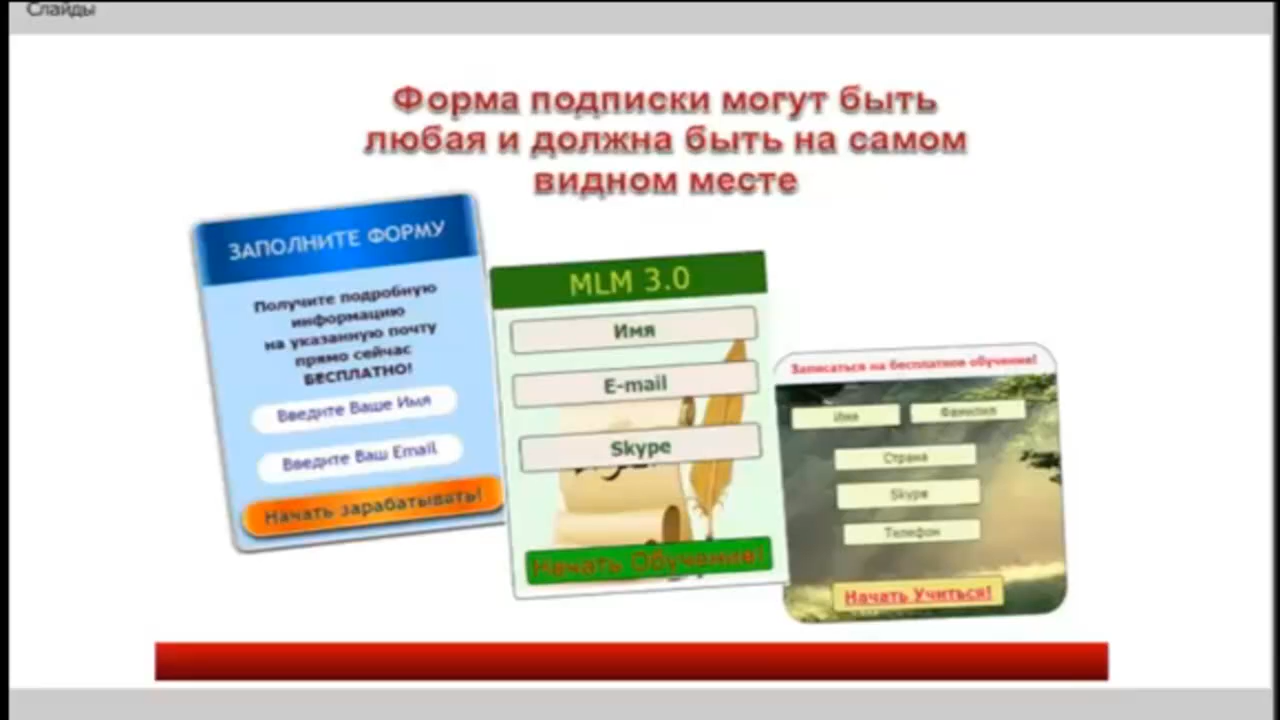 Слайды
Форма подписки могут быть
любая и должна быть на самом
видном месте
ЗАПОЛНИТЕ ФОРМУ
Получите подробную
информацию
на указанную почту
прямо сейчас
БЕСПЛАТНО!
Введите Ваше Имя
Введите Ваш Email
Начать зарабатывать!
MLM 3.0
Имя
E-mail
Skype
Начать Обучение!
Записаться на бесплатное обучение!
Имя
Фамилия
Страна
Skype
Телефон
Начать Учиться!